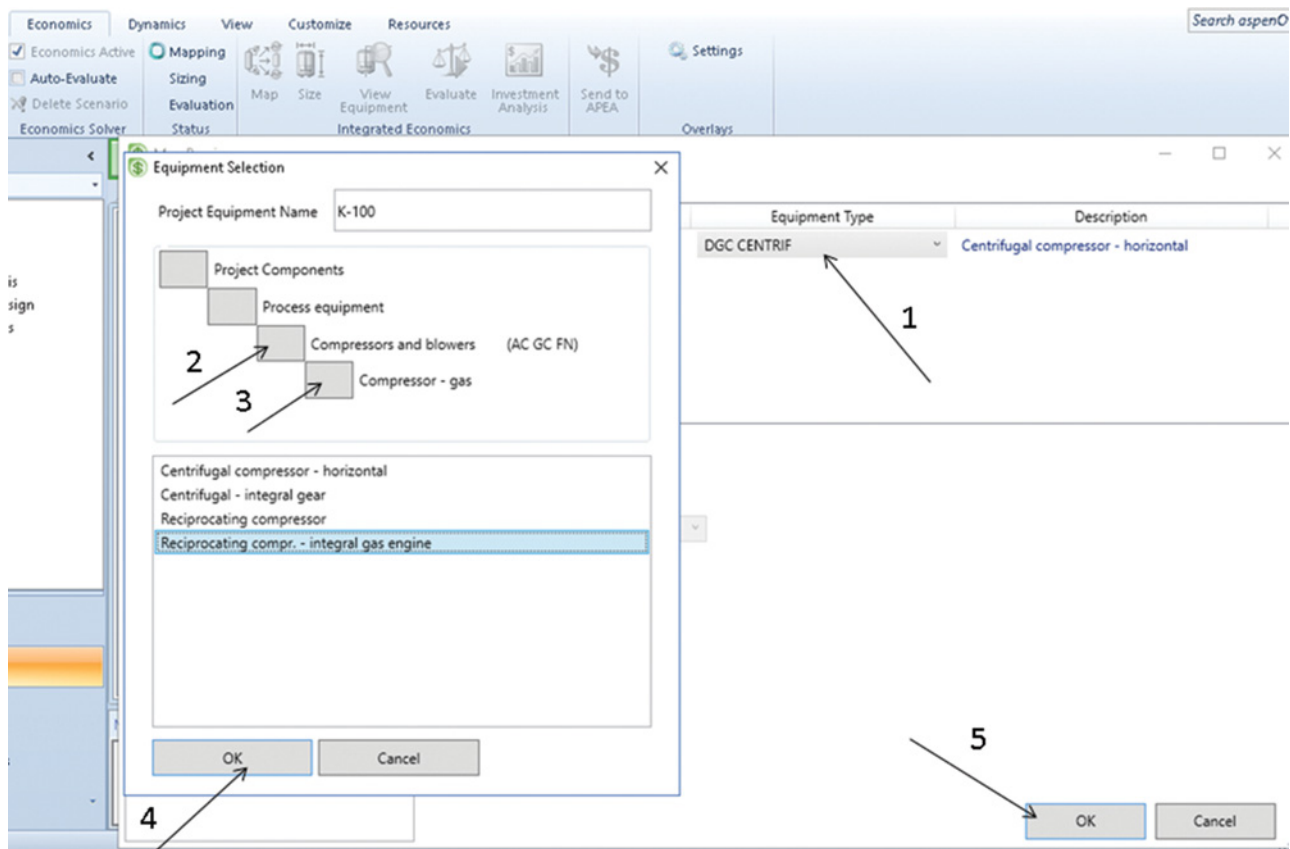 Economics Dynamics View Customize Resources
Search aspenO
Economics Active Mapping Settings
Auto-Evaluate Sizing
Map Size View Equipment Evaluate Investment Analysis Send to APEA
Delete Scenario Evaluation
Economics Solver Status Integrated Economics Overlays
Equipment Selection
Project Equipment Name K-100
Equipment Type Description
DGC CENTRIF Centrifugal compressor - horizontal
Project Components
is
Process equipment
sign
1
s
Compressors and blowers (AC GC FN)
2
Compressor - gas
3
Centrifugal compressor - horizontal
Centrifugal - integral gear
Reciprocating compressor
Reciprocating compr. - integral gas engine
OK Cancel
4
5
OK Cancel